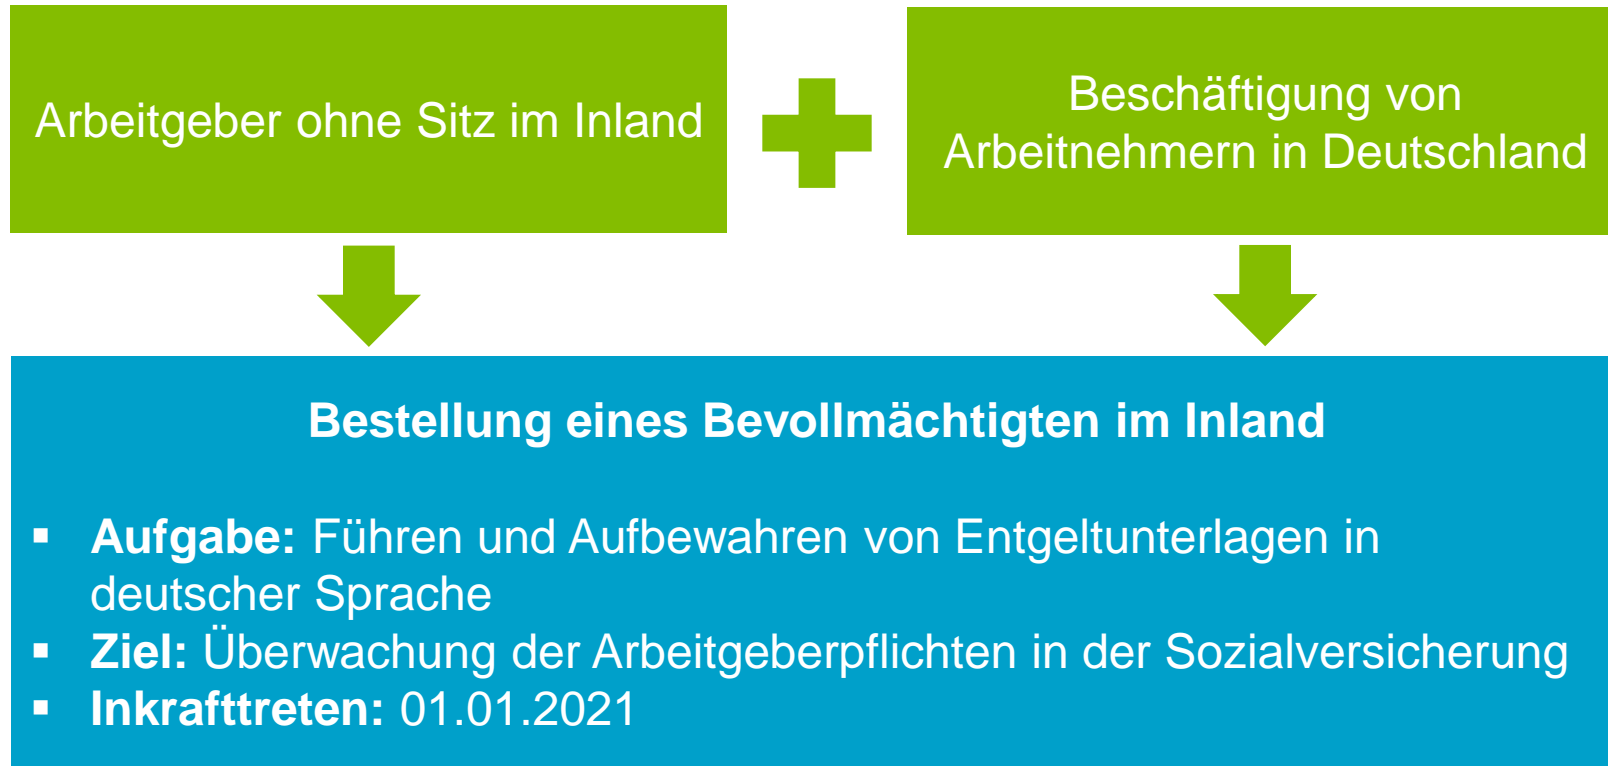 Arbeitgeber ohne Sitz im Inland
Beschäftigung von
Arbeitnehmern in Deutschland
Bestellung eines Bevollmächtigten im Inland
▪ Aufgabe: Führen und Aufbewahren von Entgeltunterlagen in
deutscher Sprache
▪ Ziel: Überwachung der Arbeitgeberpflichten in der Sozialversicherung
▪ Inkrafttreten: 01.01.2021